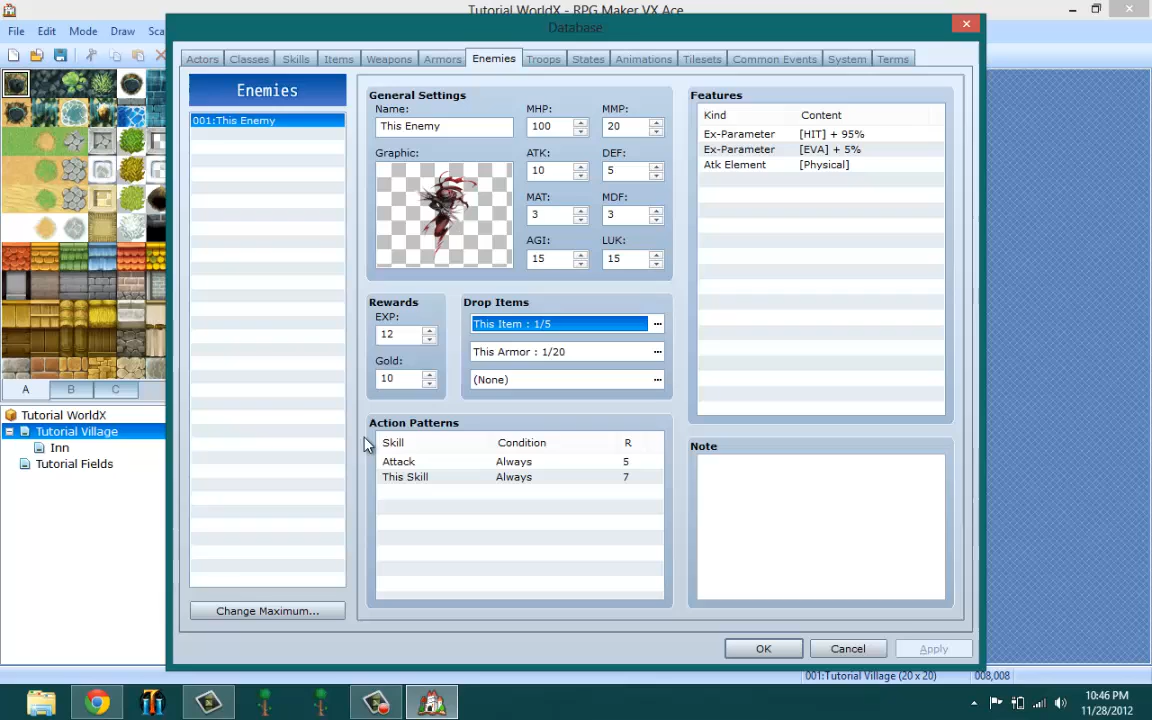 Tutorial WorldX - RPG Maker VX Ace
Database
File Edit Mode Draw Sca
Actors Classes Skills Items Weapons Armors Enemies Troops States Animations Tilesets Common Events System Terms
Enemies
001:This Enemy
Change Maximum...
General Settings
Name:
This Enemy
MHP:
100
MMP:
20
Graphic:
ATK:
10
DEF:
5
MAT:
3
MDF:
3
AGI:
15
LUK:
15
Rewards
EXP:
12
Gold:
10
Drop Items
This Item : 1/5
This Armor : 1/20
(None)
Action Patterns
Skill Condition R
Attack Always 5
This Skill Always 7
Features
Kind Content
Ex-Parameter [HIT] + 95%
Ex-Parameter [EVA] + 5%
Atk Element [Physical]
Note
OK Cancel Apply
A B C
Tutorial WorldX
Tutorial Village
Inn
Tutorial Fields
001:Tutorial Village (20 x 20) 008,008
10:46 PM
11/28/2012